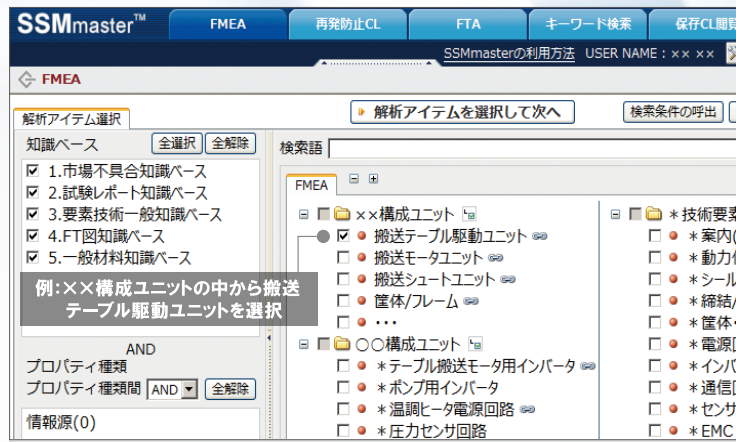 SSMmaster™ FMEA 再発防止CL FTA キーワード検索 保存CL閲覧
SSMmasterの利用方法 USER NAME：×× ××
FMEA
解析アイテム選択
解析アイテムを選択して次へ
検索条件の呼出
知識ベース 全選択 全解除
検索語
1.市場不具合知識ベース
2.試験レポート知識ベース
3.要素技術一般知識ベース
4.FT図知識ベース
5.一般材料知識ベース
例：××構成ユニットの中から搬送
テーブル駆動ユニットを選択
AND
プロパティ種類
プロパティ種類間 AND 全解除
情報源(0)
FMEA
××構成ユニット
搬送テーブル駆動ユニット
搬送モータユニット
搬送シュートユニット
筐体/フレーム
・・・
○○構成ユニット
＊テーブル搬送モータ用インバータ
＊ポンプ用インバータ
＊温調ヒータ電源回路
＊圧力センサ回路
＊技術要素
＊案内(
＊動力
＊シール
＊締結/
＊筐体・
＊電源
＊インバ
＊通信
＊センサ
＊EMC